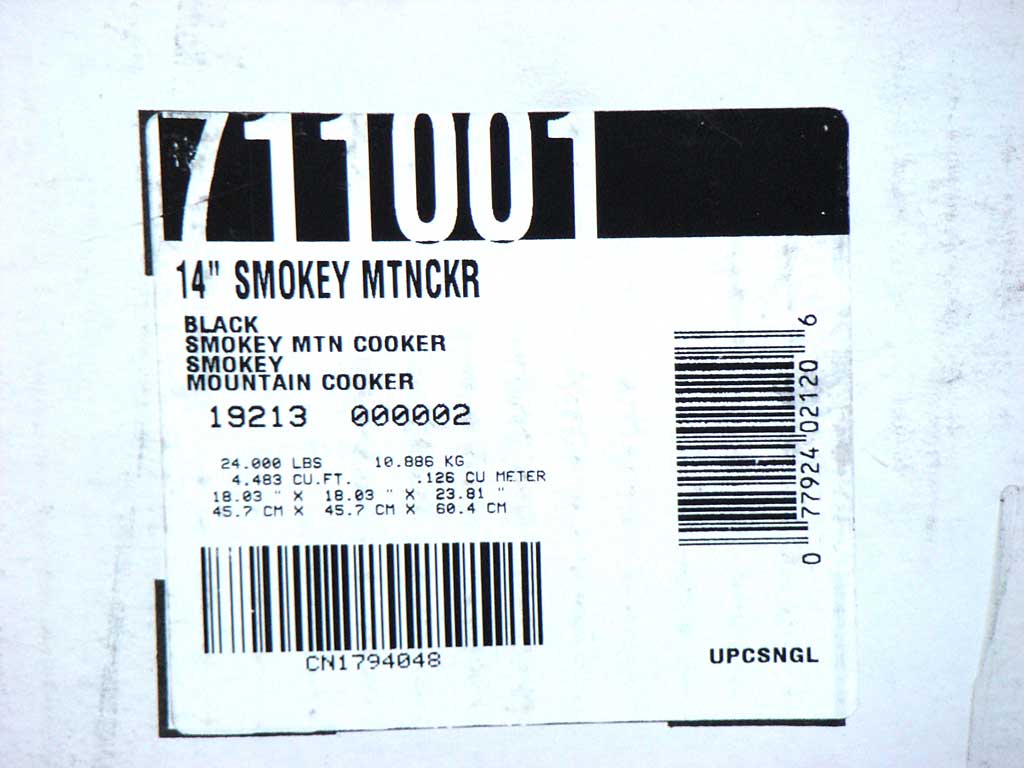 711001
14" SMOKEY MTNCKR
BLACK
SMOKEY MTN COOKER
SMOKEY
MOUNTAIN COOKER
19213 000002
24.000 LBS 10.886 KG
4.483 CU.FT. .126 CU METER
18.03 " X 18.03 " X 23.81 "
45.7 CM X 45.7 CM X 60.4 CM
CN1794048
0 77924 02120 6
UPCSNGL